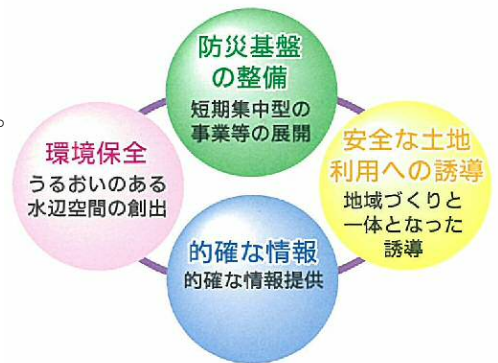 防災基盤
の整備
短期集中型の
事業等の展開
。
環境保全
うるおいのある
水辺空間の創出
安全な土地
利用への誘導
地域づくりと
一体となった
誘導
的確な情報
的確な情報提供